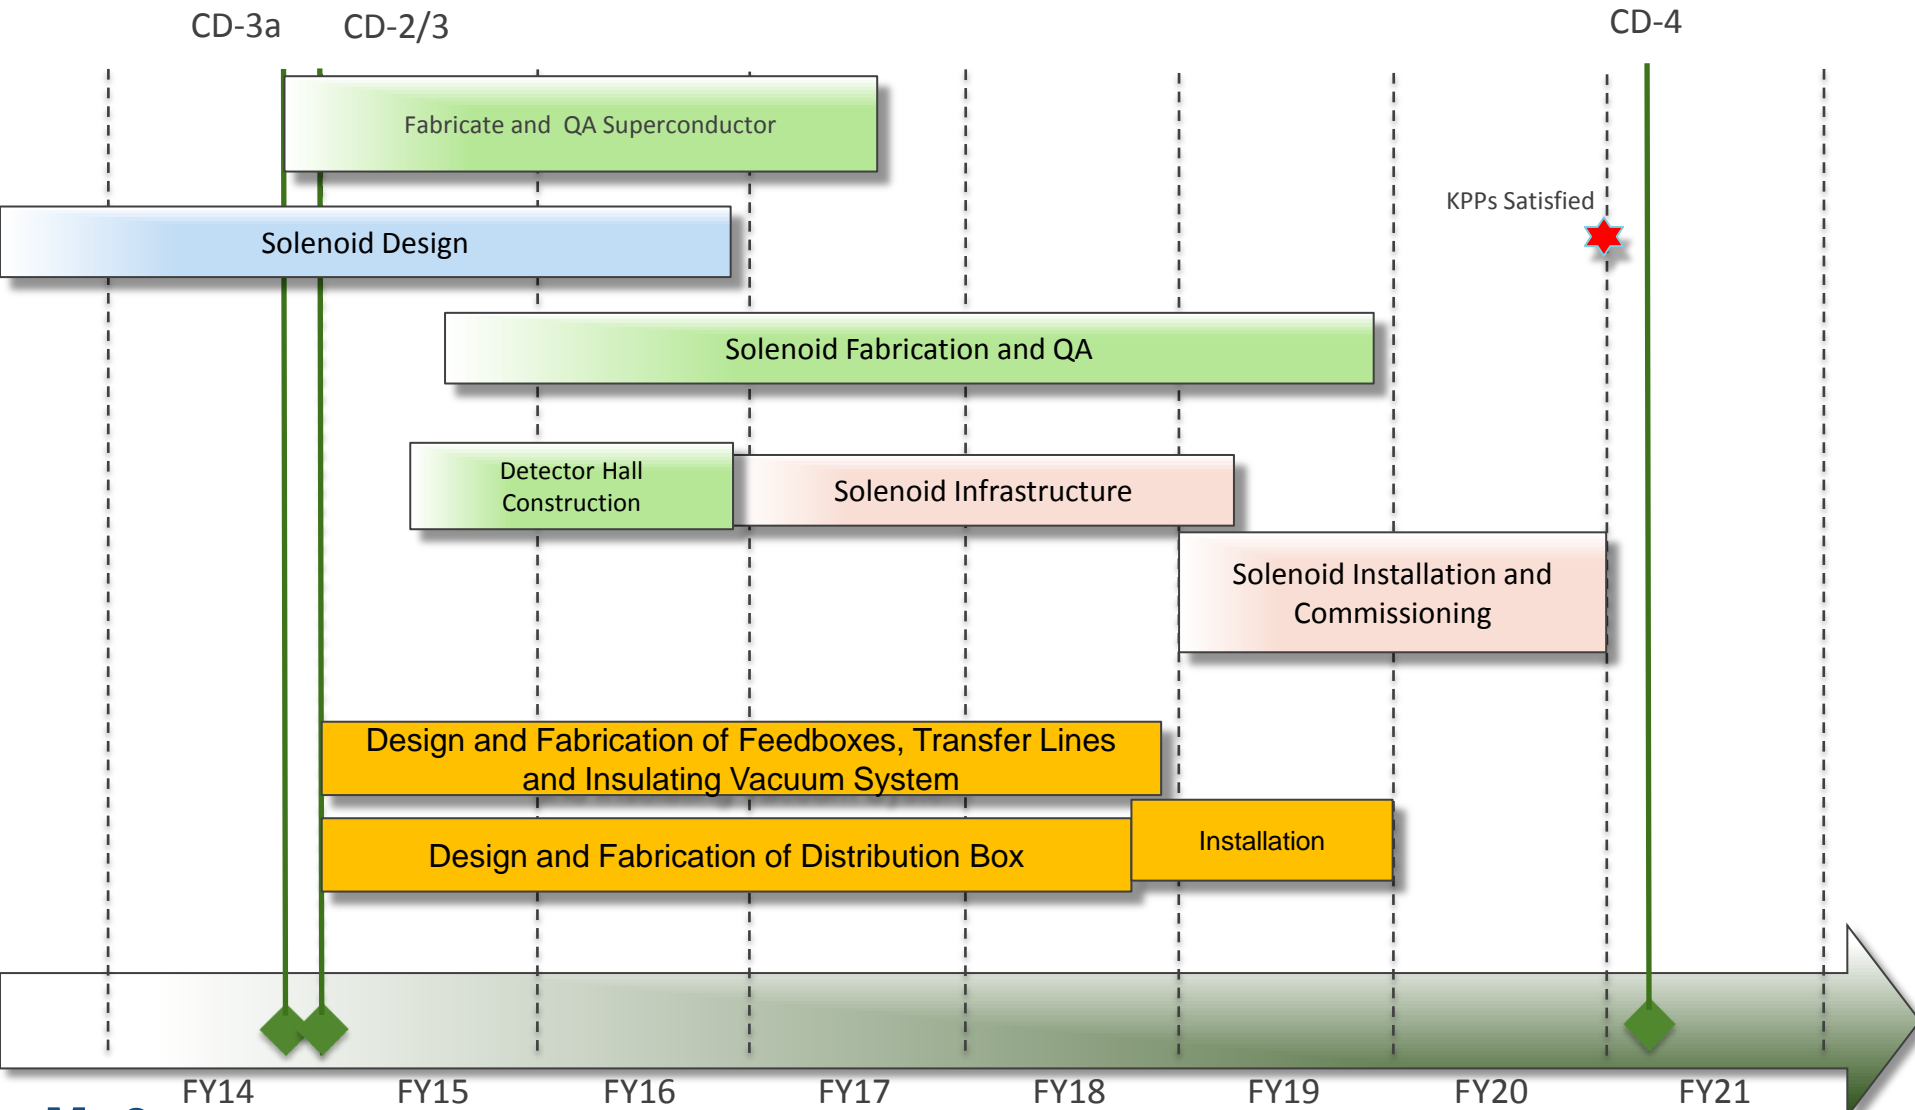 CD-3a
CD-2/3
CD-4
Fabricate and QA Superconductor
KPPs Satisfied
Solenoid Design
Solenoid Fabrication and QA
Detector Hall
Construction
Solenoid Infrastructure
Solenoid Installation and
Commissioning
Design and Fabrication of Feedboxes, Transfer Lines
and Insulating Vacuum System
Design and Fabrication of Distribution Box
Installation
FY14
FY15
FY16
FY17
FY18
FY19
FY20
FY21